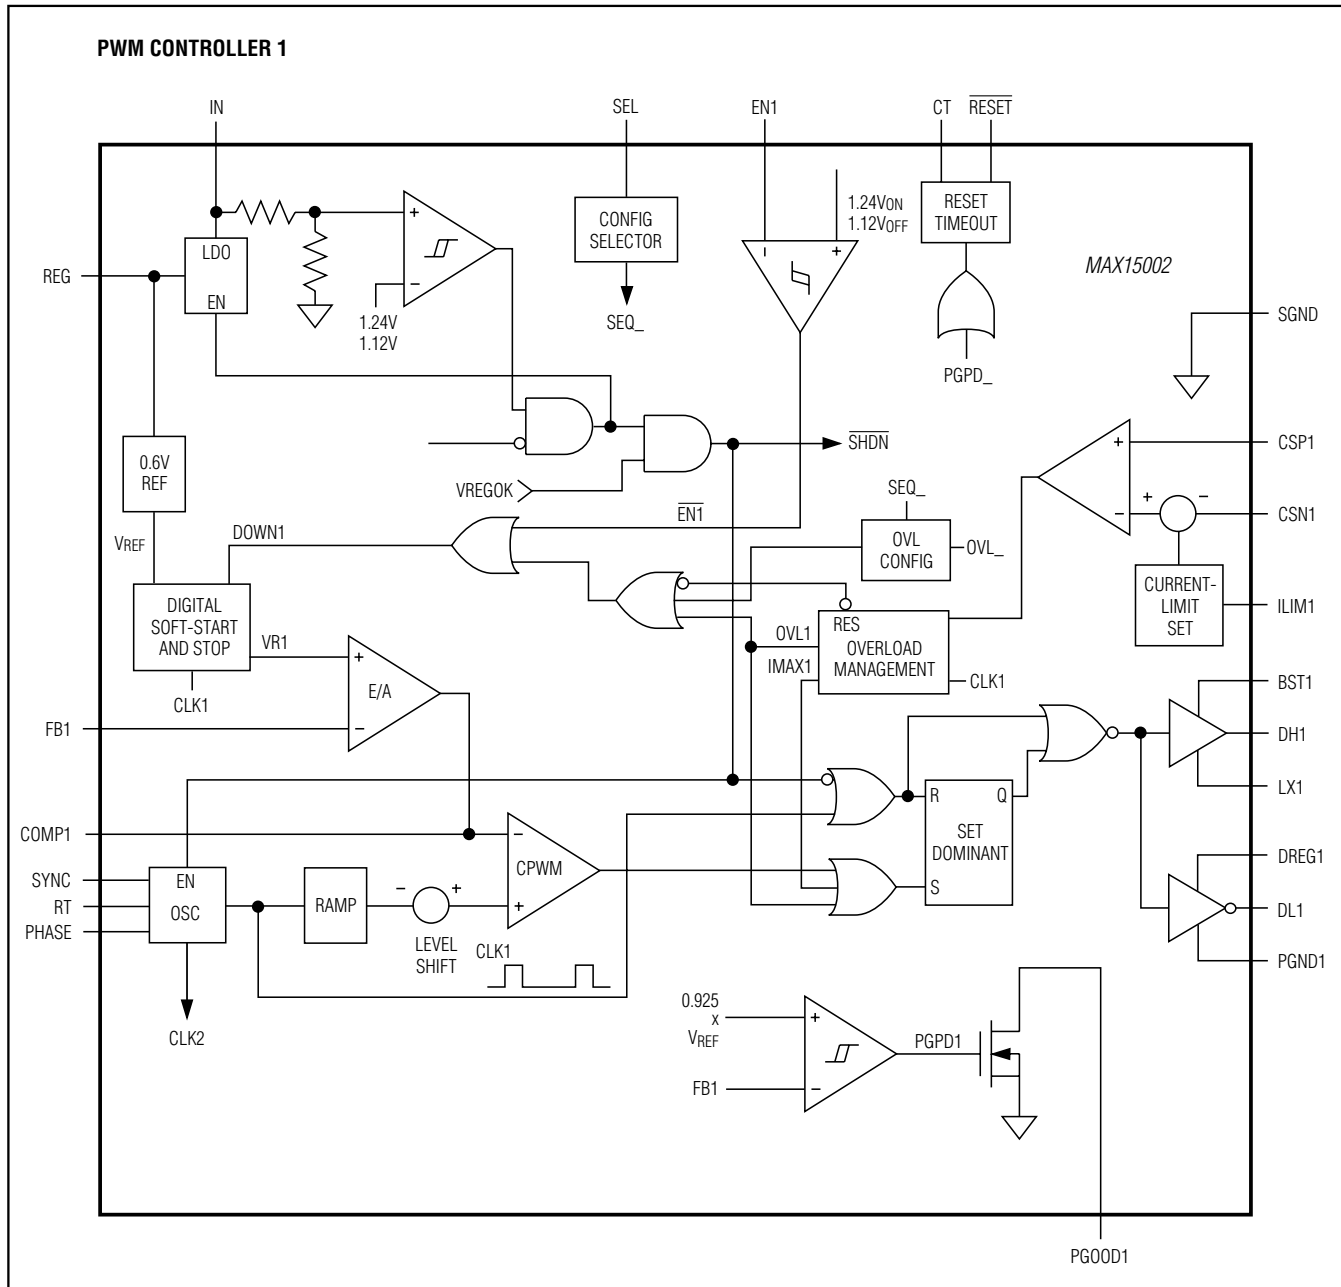 PWM CONTROLLER 1
IN
SEL
EN1
CT
RESET
CONFIG
SELECTOR
1.24VON
1.12VOFF
RESET
TIMEOUT
+
LDO
EN
−
1.24V
1.12V
− +
MAX15002
REG
SEQ_
SGND
PGPD_
SHDN
+
CSP1
0.6V
REF
VREGOK
SEQ_
−
+ −
CSN1
EN1
VREF
DOWN1
OVL
CONFIG
OVL_
DIGITAL
SOFT-START
AND STOP
VR1
CURRENT-
LIMIT
SET
ILIM1
RES
OVERLOAD
MANAGEMENT
OVL1
IMAX1
CLK1
CLK1
+
E/A
−
BST1
FB1
DH1
LX1
R Q
SET
DOMINANT
S
COMP1
−
CPWM
+
DREG1
SYNC
EN
OSC
RT
RAMP
− +
DL1
PHASE
LEVEL
SHIFT
CLK1
PGND1
CLK2
0.925
x
VREF
+
PGPD1
FB1
−
PGOOD1